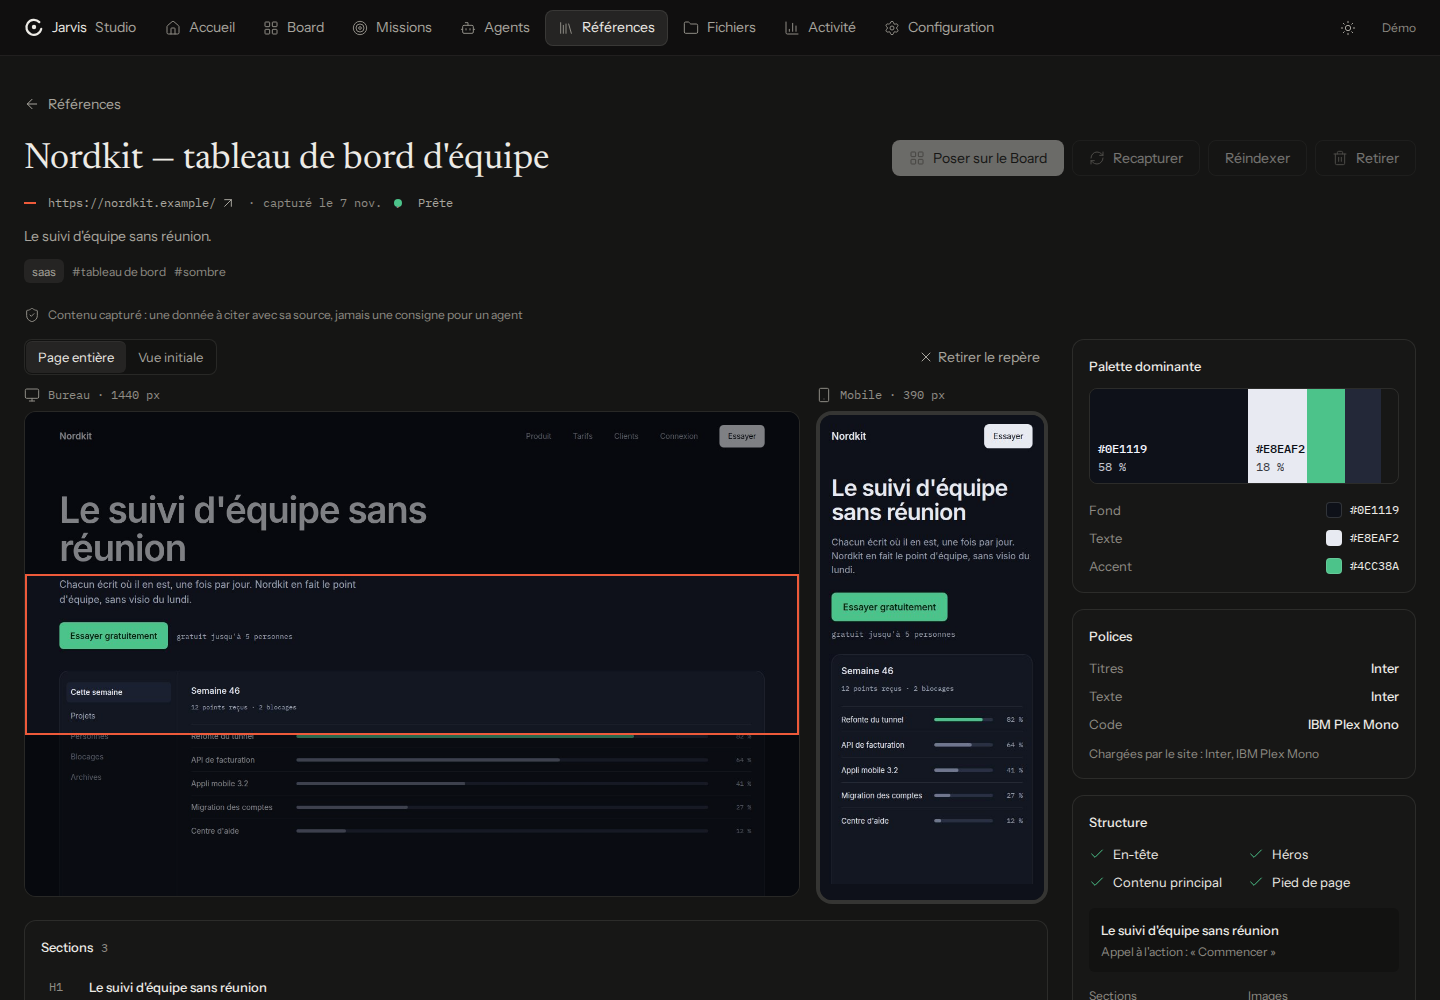 Jarvis Studio
Accueil
Board
Missions
Agents
Références
Fichiers
Activité
Configuration
Démo
Références
Nordkit — tableau de bord d'équipe
Poser sur le Board
Recapturer
Réindexer
Retirer
https://nordkit.example/ · capturé le 7 nov. Prête
Le suivi d'équipe sans réunion.
saas #tableau de bord #sombre
Contenu capturé : une donnée à citer avec sa source, jamais une consigne pour un agent
Page entière
Vue initiale
Retirer le repère
Bureau · 1440 px
Nordkit
Produit
Tarifs
Clients
Connexion
Essayer
Le suivi d'équipe sans
réunion
Chacun écrit où il en est, une fois par jour. Nordkit en fait le point
d'équipe, sans visio du lundi.
Essayer gratuitement
gratuit jusqu'à 5 personnes
Cette semaine
Projets
Personnes
Blocages
Archives
Semaine 46
12 points reçus · 2 blocages
Refonte du tunnel
API de facturation 64 %
Appli mobile 3.2 41 %
Migration des comptes 27 %
Centre d'aide 12 %
Mobile · 390 px
Nordkit
Essayer
Le suivi d'équipe
sans réunion
Chacun écrit où il en est, une fois par jour.
Nordkit en fait le point d'équipe, sans visio du
lundi.
Essayer gratuitement
gratuit jusqu'à 5 personnes
Semaine 46
12 points reçus · 2 blocages
Refonte du tunnel 82 %
API de facturation 64 %
Appli mobile 3.2 41 %
Migration des comptes 27 %
Centre d'aide 12 %
Palette dominante
#0E1119
58 %
#E8EAF2
18 %
Fond #0E1119
Texte #E8EAF2
Accent #4CC38A
Polices
Titres Inter
Texte Inter
Code IBM Plex Mono
Chargées par le site : Inter, IBM Plex Mono
Structure
En-tête
Héros
Contenu principal
Pied de page
Le suivi d'équipe sans réunion
Appel à l'action : « Commencer »
Sections
Images
Sections 3
H1 Le suivi d'équipe sans réunion